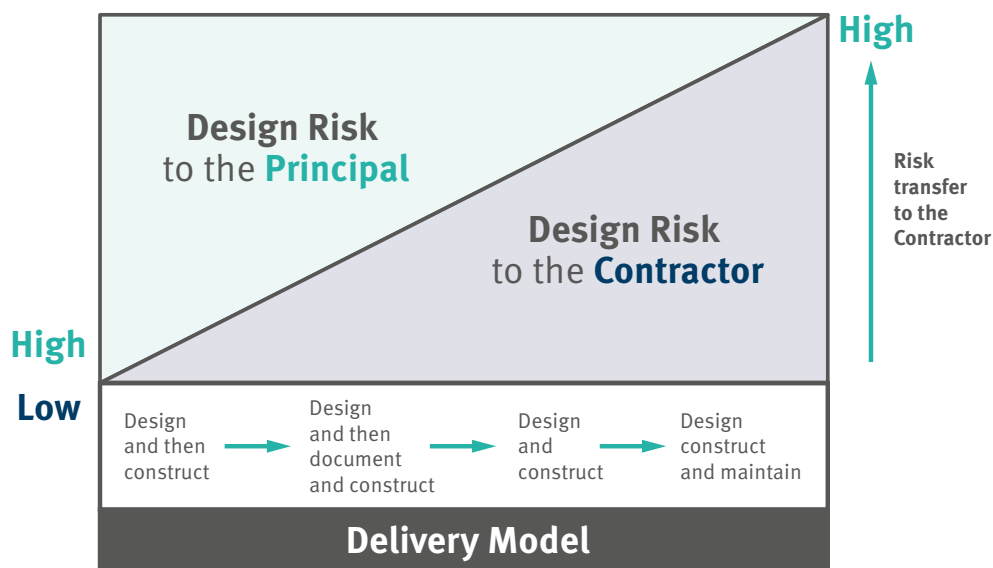 High
Design Risk
to the Principal
Risk
transfer
to the
Contractor
Design Risk
to the Contractor
High
Low
Design
and then
construct
Design
and then
document
and construct
Design
and
construct
Design
construct
and maintain
Delivery Model